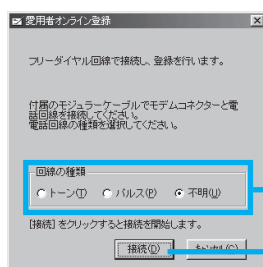 愛用者オンライン登録
フリーダイヤル回線で接続し、登録を行います。
付属のモジュラーケーブルでモデムコネクターと電
話回線を接続してください。
電話回線の種類を選択してください。
回線の種類
トーン(T) パルス(P) 不明(U)
[接続] をクリックすると接続を開始します。
接続(D) キャンセル(C)